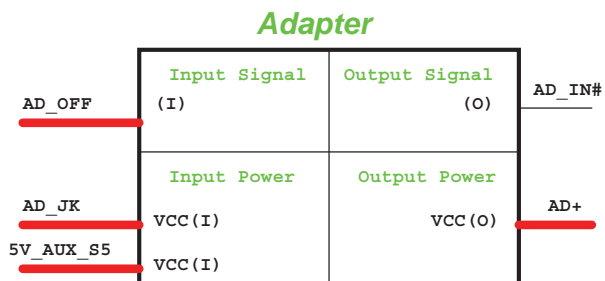 Adapter
Input Signal Output Signal
AD_OFF (I) (O) AD_IN#
Input Power Output Power
AD_JK VCC(I) VCC(O) AD+
5V_AUX_S5 VCC(I)